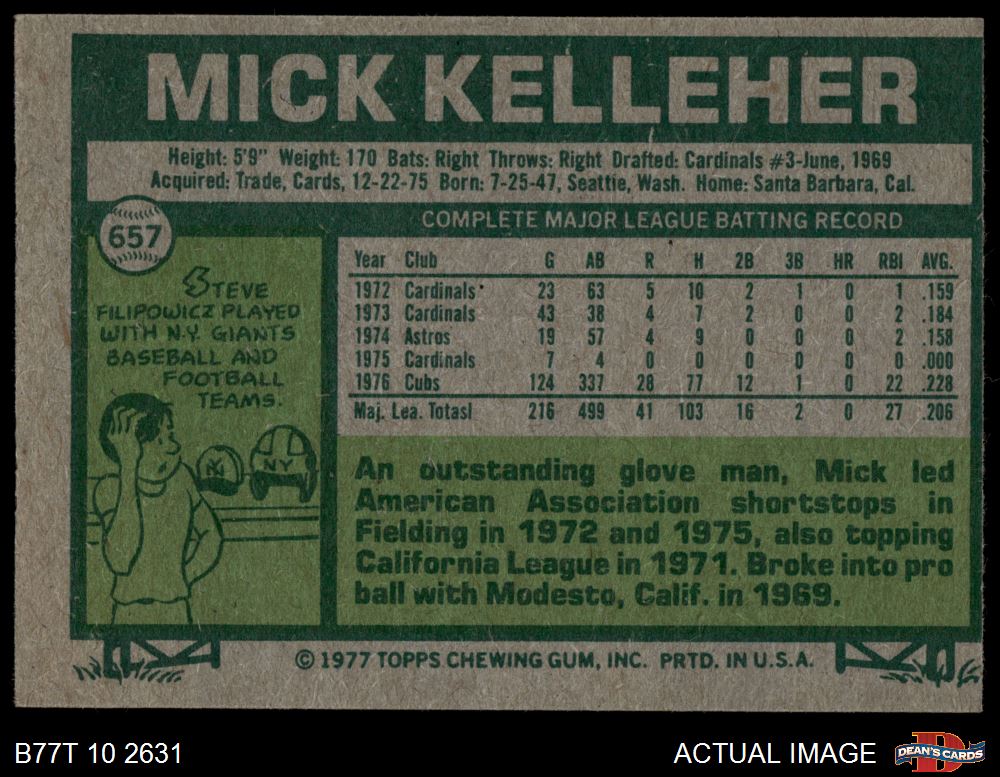 MICK KELLEHER
Height: 5'9" Weight: 170 Bats: Right Throws: Right Drafted: Cardinals #3-June, 1969
Acquired: Trade, Cards, 12-22-75 Born: 7-25-47, Seattle, Wash. Home: Santa Barbara, Cal.
657
COMPLETE MAJOR LEAGUE BATTING RECORD
Year Club G AB R H 2B 3B HR RBI AVG.
1972 Cardinals 23 63 5 10 2 1 0 1 .159
1973 Cardinals 43 38 4 7 2 0 0 2 .184
1974 Astros 19 57 4 9 0 0 0 2 .158
1975 Cardinals 7 4 0 0 0 0 0 0 .000
1976 Cubs 124 337 28 77 12 1 0 22 .228
Maj. Lea. Totasl 216 499 41 103 16 2 0 27 .206
STEVE
FILIPOWICZ PLAYED
WITH N.Y. GIANTS
BASEBALL AND
FOOTBALL
TEAMS.
NY
NY
An outstanding glove man, Mick led
American Association shortstops in
Fielding in 1972 and 1975, also topping
California League in 1971. Broke into pro
ball with Modesto, Calif. in 1969.
© 1977 TOPPS CHEWING GUM, INC. PRTD. IN U.S.A.
B77T 10 2631
ACTUAL IMAGE
D
DEAN'S CARDS